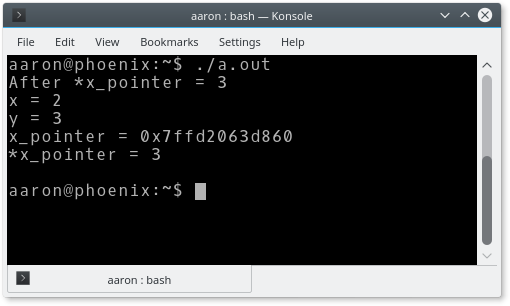 aaron : bash — Konsole
File Edit View Bookmarks Settings Help
aaron@phoenix:~$ ./a.out
After *x_pointer = 3
x = 2
y = 3
x_pointer = 0x7ffd2063d860
*x_pointer = 3
aaron@phoenix:~$
aaron : bash